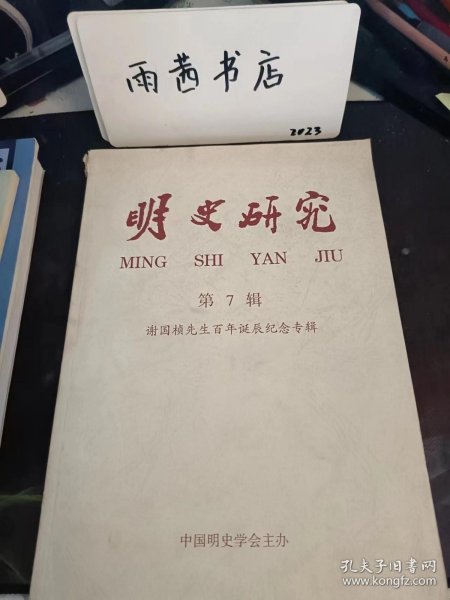 雨茜书店
2023
明史研究
MING SHI YAN JIU
第 7 辑
谢国桢先生百年诞辰纪念专辑
中国明史学会主办
孔夫子旧书网
www.kongfz.com